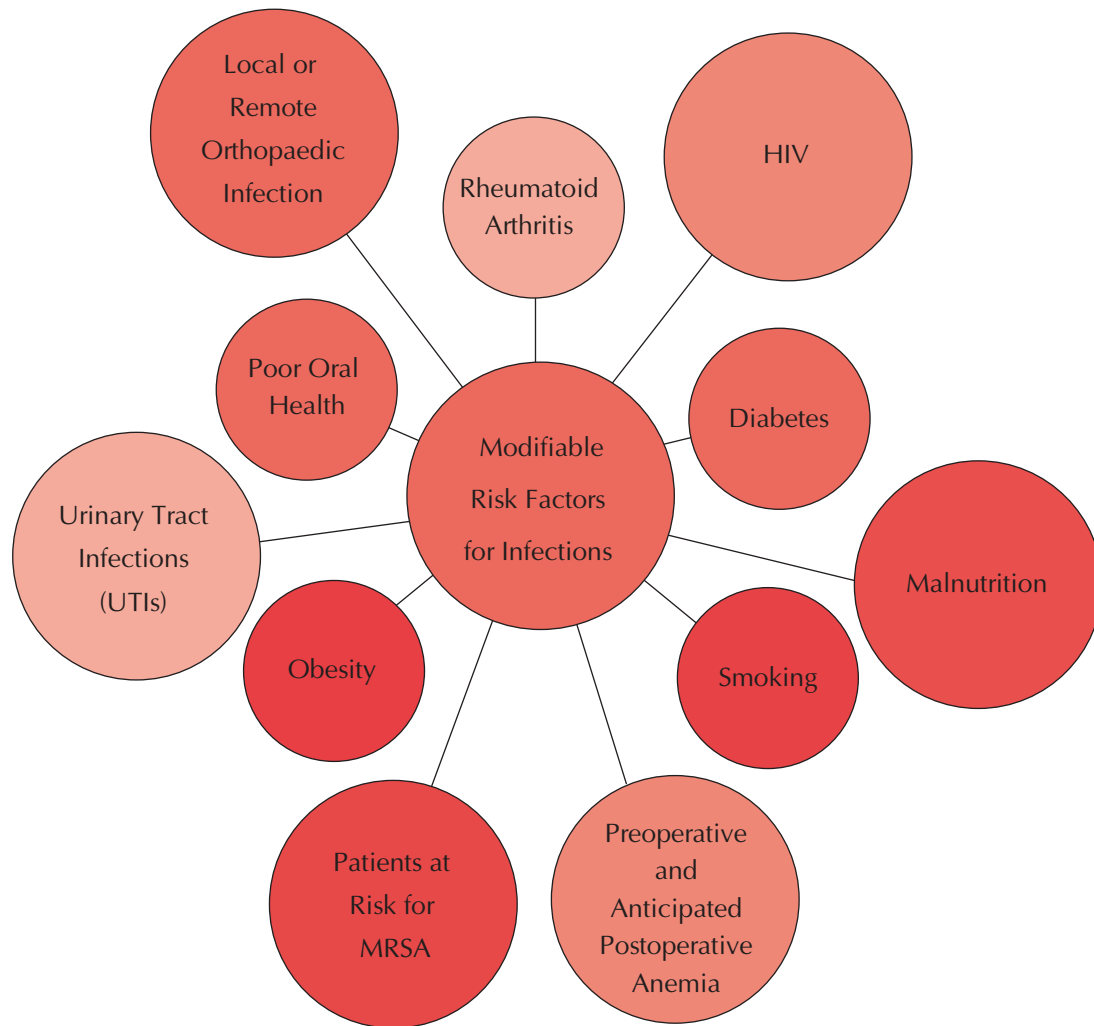 Local or
Remote
Orthopaedic
Infection
Rheumatoid
Arthritis
HIV
Poor Oral
Health
Modifiable
Risk Factors
for Infections
Diabetes
Urinary Tract
Infections
(UTIs)
Malnutrition
Obesity
Smoking
Patients at
Risk for
MRSA
Preoperative
and
Anticipated
Postoperative
Anemia